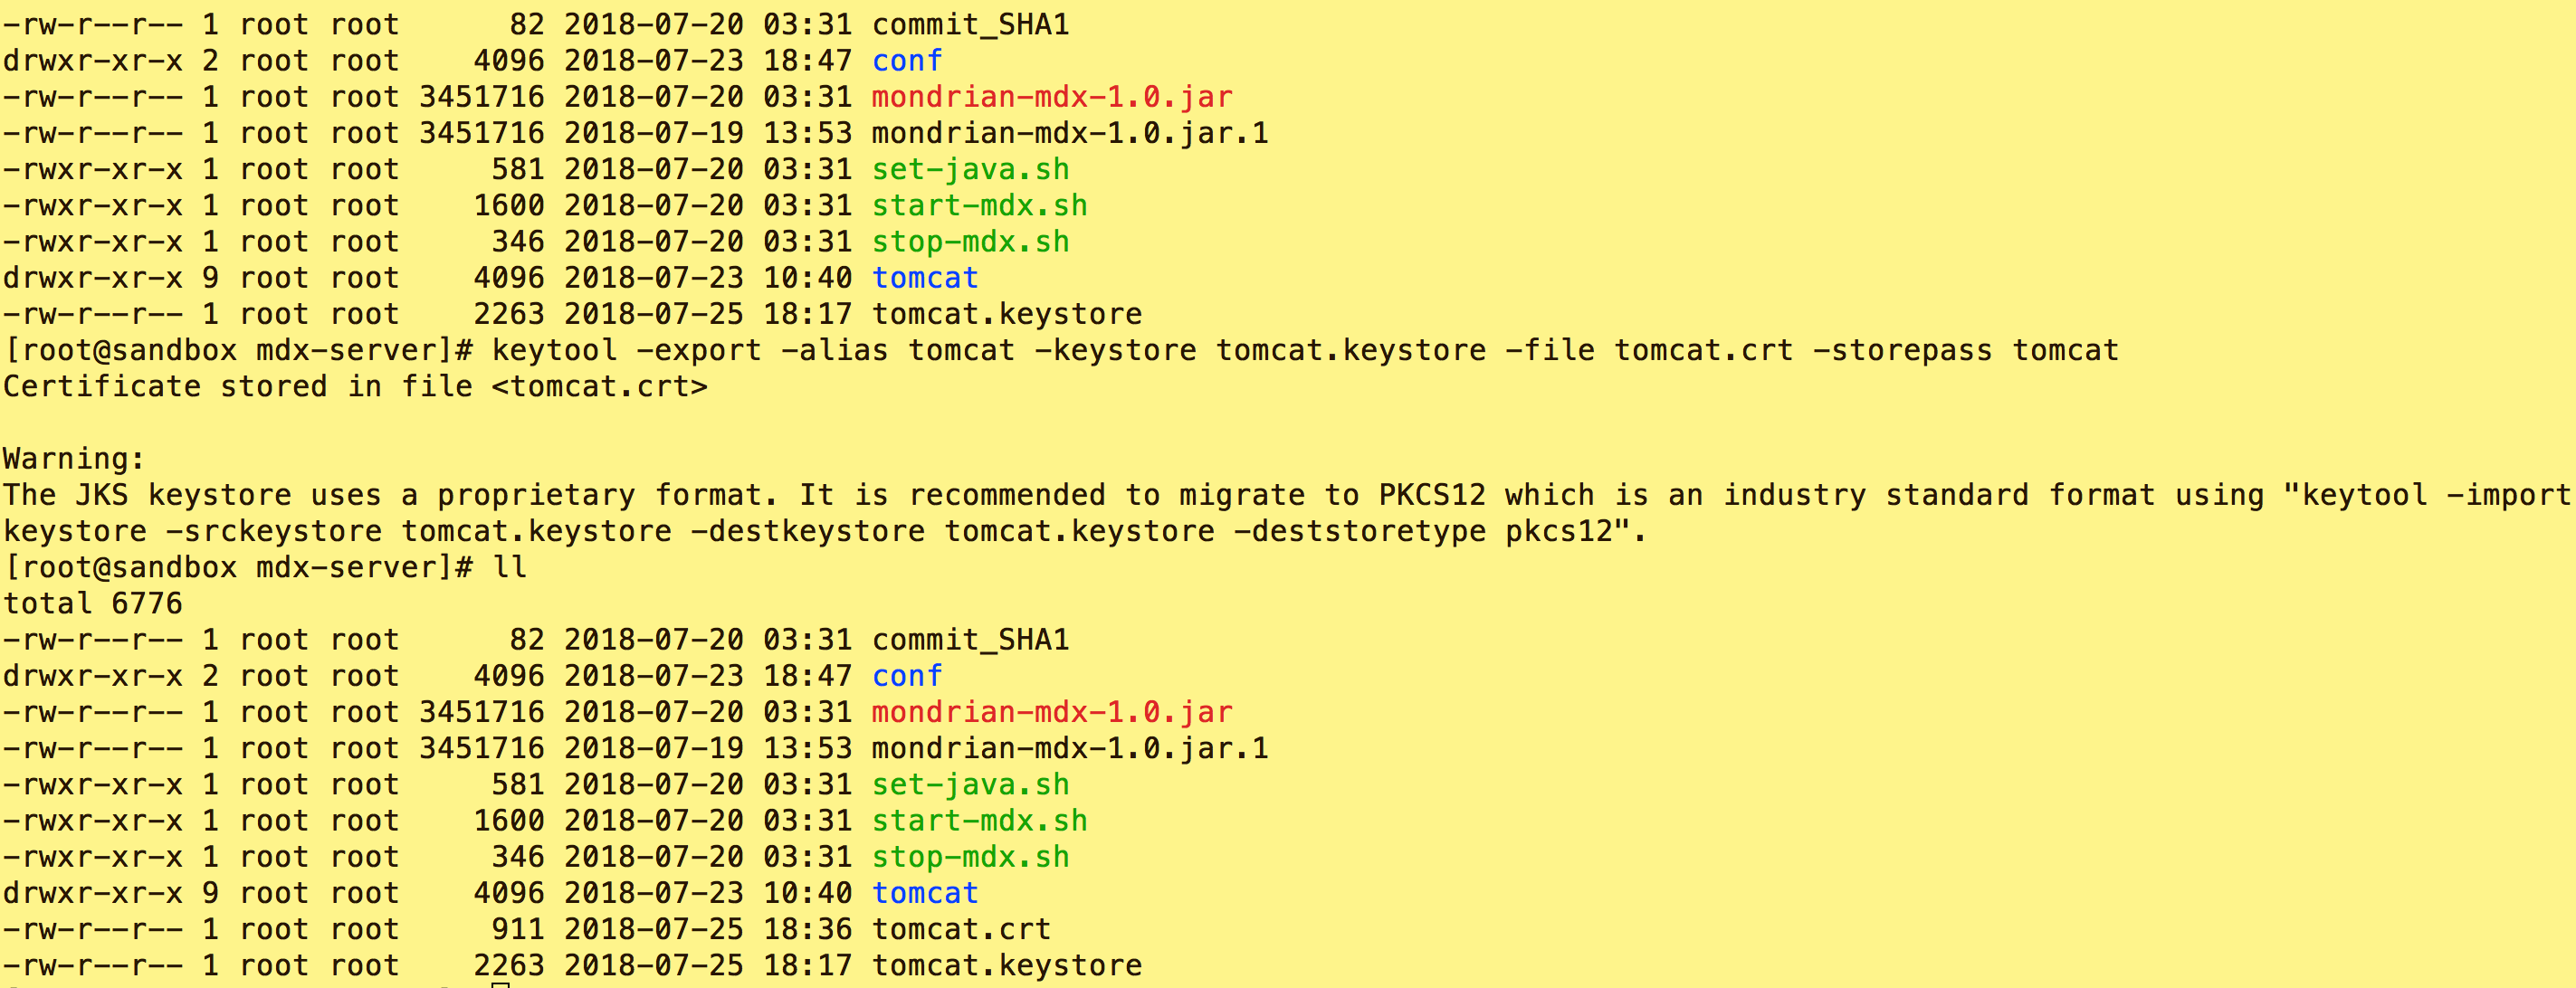 -rw-r--r-- 1 root root      82 2018-07-20 03:31 commit_SHA1
drwxr-xr-x 2 root root    4096 2018-07-23 18:47 conf
-rw-r--r-- 1 root root 3451716 2018-07-20 03:31 mondrian-mdx-1.0.jar
-rw-r--r-- 1 root root 3451716 2018-07-19 13:53 mondrian-mdx-1.0.jar.1
-rwxr-xr-x 1 root root     581 2018-07-20 03:31 set-java.sh
-rwxr-xr-x 1 root root    1600 2018-07-20 03:31 start-mdx.sh
-rwxr-xr-x 1 root root     346 2018-07-20 03:31 stop-mdx.sh
drwxr-xr-x 9 root root    4096 2018-07-23 10:40 tomcat
-rw-r--r-- 1 root root    2263 2018-07-25 18:17 tomcat.keystore
[root@sandbox mdx-server]# keytool -export -alias tomcat -keystore tomcat.keystore -file tomcat.crt -storepass tomcat
Certificate stored in file <tomcat.crt>

Warning:
The JKS keystore uses a proprietary format. It is recommended to migrate to PKCS12 which is an industry standard format using "keytool -import
keystore -srckeystore tomcat.keystore -destkeystore tomcat.keystore -deststoretype pkcs12".
[root@sandbox mdx-server]# ll
total 6776
-rw-r--r-- 1 root root      82 2018-07-20 03:31 commit_SHA1
drwxr-xr-x 2 root root    4096 2018-07-23 18:47 conf
-rw-r--r-- 1 root root 3451716 2018-07-20 03:31 mondrian-mdx-1.0.jar
-rw-r--r-- 1 root root 3451716 2018-07-19 13:53 mondrian-mdx-1.0.jar.1
-rwxr-xr-x 1 root root     581 2018-07-20 03:31 set-java.sh
-rwxr-xr-x 1 root root    1600 2018-07-20 03:31 start-mdx.sh
-rwxr-xr-x 1 root root     346 2018-07-20 03:31 stop-mdx.sh
drwxr-xr-x 9 root root    4096 2018-07-23 10:40 tomcat
-rw-r--r-- 1 root root     911 2018-07-25 18:36 tomcat.crt
-rw-r--r-- 1 root root    2263 2018-07-25 18:17 tomcat.keystore